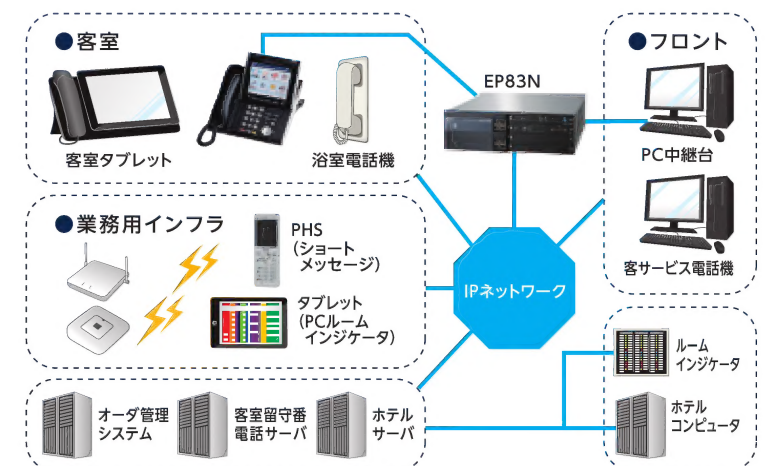 ●客室
EP83N
●フロント
客室タブレット
浴室電話機
PC中継台
●業務用インフラ
PHS
(ショート
メッセージ)
タブレット
(PCルーム
インジケータ)
IPネットワーク
客サービス電話機
オーダ管理
システム
客室留守番
電話サーバ
ホテル
サーバ
ルーム
インジケータ
ホテル
コンピュータ